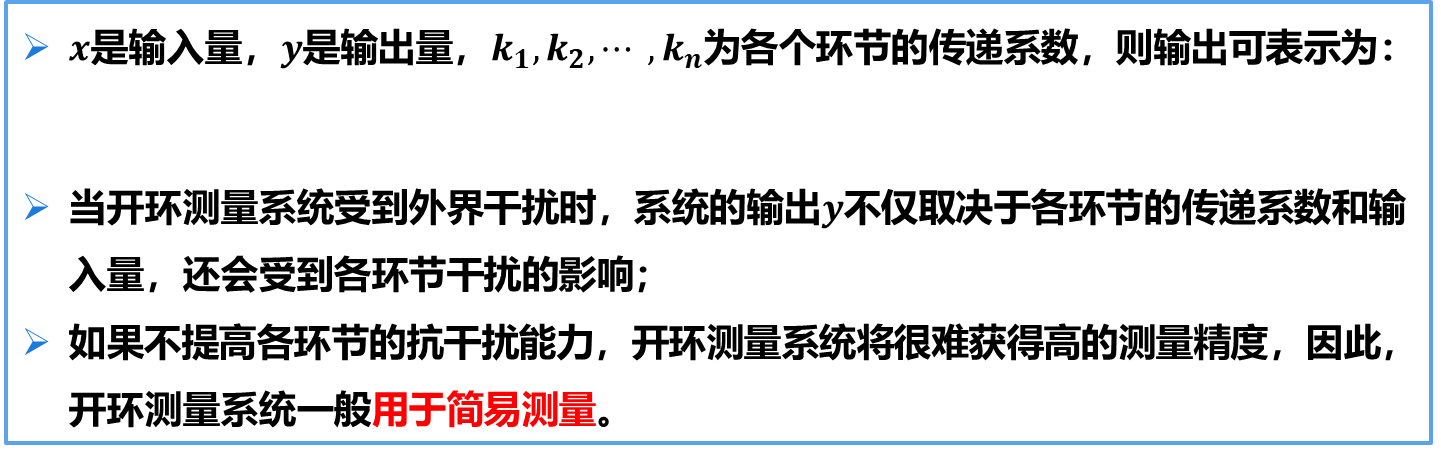 ➢ x是输入量，y是输出量，k₁,k₂,⋯,kₙ为各个环节的传递系数，则输出可表示为：
➢ 当开环测量系统受到外界干扰时，系统的输出y不仅取决于各环节的传递系数和输
入量，还会受到各环节干扰的影响；
➢ 如果不提高各环节的抗干扰能力，开环测量系统将很难获得高的测量精度，因此，
开环测量系统一般用于简易测量。